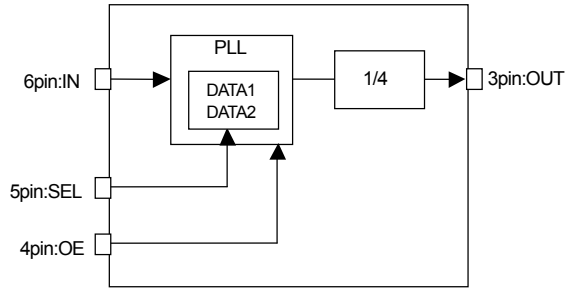 PLL
6pin:IN
1/4
3pin:OUT
DATA1
DATA2
5pin:SEL
4pin:OE